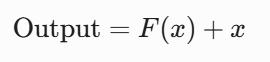 Output = F(x) + x